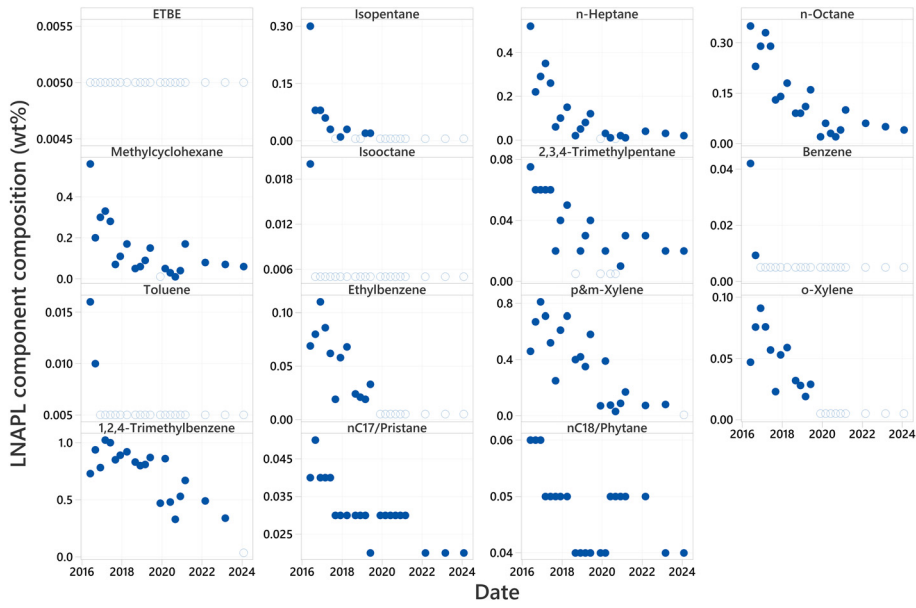 ETBE
Isopentane
n-Heptane
n-Octane
0.0055
0.0050
0.0045
0.30
0.15
0.00
0.4
0.2
0.0
0.30
0.15
0.00
Methylcyclohexane
Isooctane
2,3,4-Trimethylpentane
Benzene
0.4
0.2
0.0
0.018
0.012
0.006
0.08
0.04
0.00
0.04
0.02
0.00
Toluene
Ethylbenzene
p&m-Xylene
o-Xylene
0.015
0.010
0.005
0.10
0.05
0.00
0.8
0.4
0.0
0.10
0.05
0.00
2016 2018 2020 2022 2024
1,2,4-Trimethylbenzene
nC17/Pristane
nC18/Phytane
1.0
0.5
0.0
0.045
0.035
0.025
0.06
0.05
0.04
2016 2018 2020 2022 2024
2016 2018 2020 2022 2024
2016 2018 2020 2022 2024
LNAPL component composition (wt%)
Date